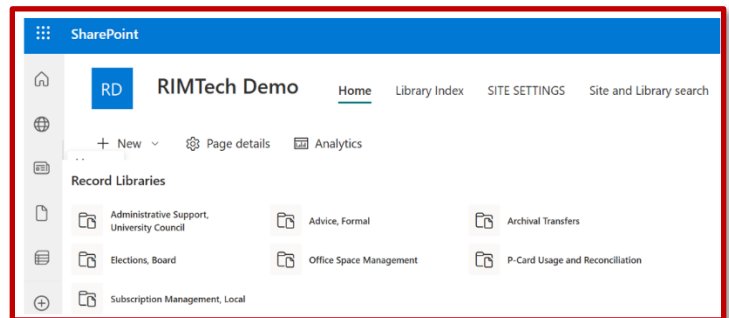 SharePoint
RD
RIMTech Demo
Home
Library Index
SITE SETTINGS
Site and Library search
+ New
Page details
Analytics
Record Libraries
Administrative Support,
University Council
Advice, Formal
Archival Transfers
Elections, Board
Office Space Management
P-Card Usage and Reconciliation
Subscription Management, Local